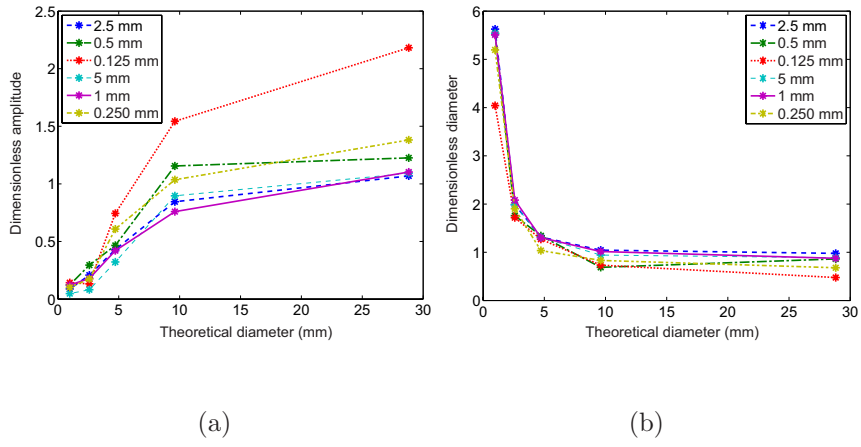 2.5
2
1.5
1
0.5
0
0 5 10 15 20 25 30
Dimensionless amplitude
Theoretical diameter (mm)
2.5 mm
0.5 mm
0.125 mm
5 mm
1 mm
0.250 mm
(a)
6
5
4
3
2
1
0
0 5 10 15 20 25 30
Dimensionless diameter
Theoretical diameter (mm)
2.5 mm
0.5 mm
0.125 mm
5 mm
1 mm
0.250 mm
(b)